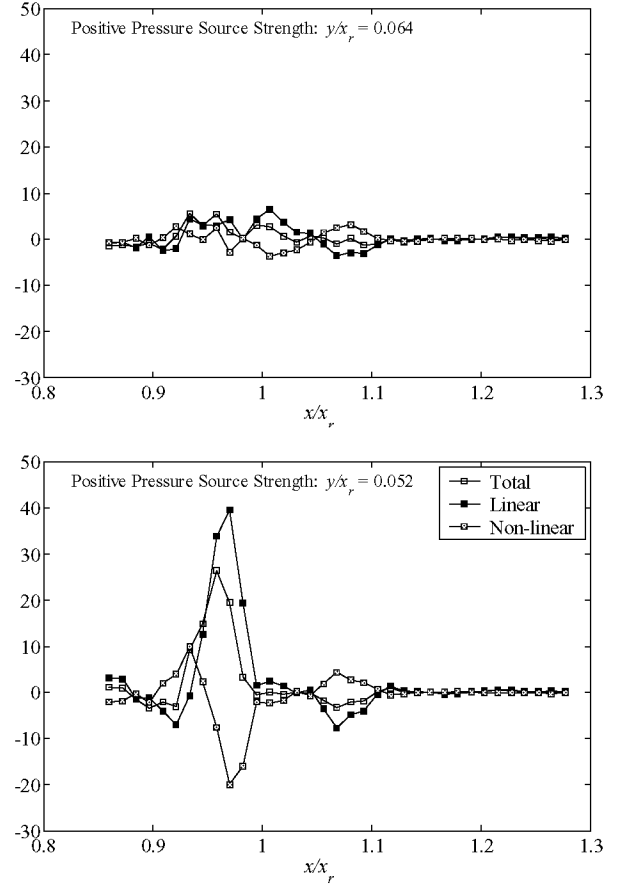 Positive Pressure Source Strength: y/x_r = 0.064
50
40
30
20
10
0
-10
-20
-30
0.8 0.9 1 1.1 1.2 1.3
x/x_r
Positive Pressure Source Strength: y/x_r = 0.052
Total
Linear
Non-linear
50
40
30
20
10
0
-10
-20
-30
0.8 0.9 1 1.1 1.2 1.3
x/x_r